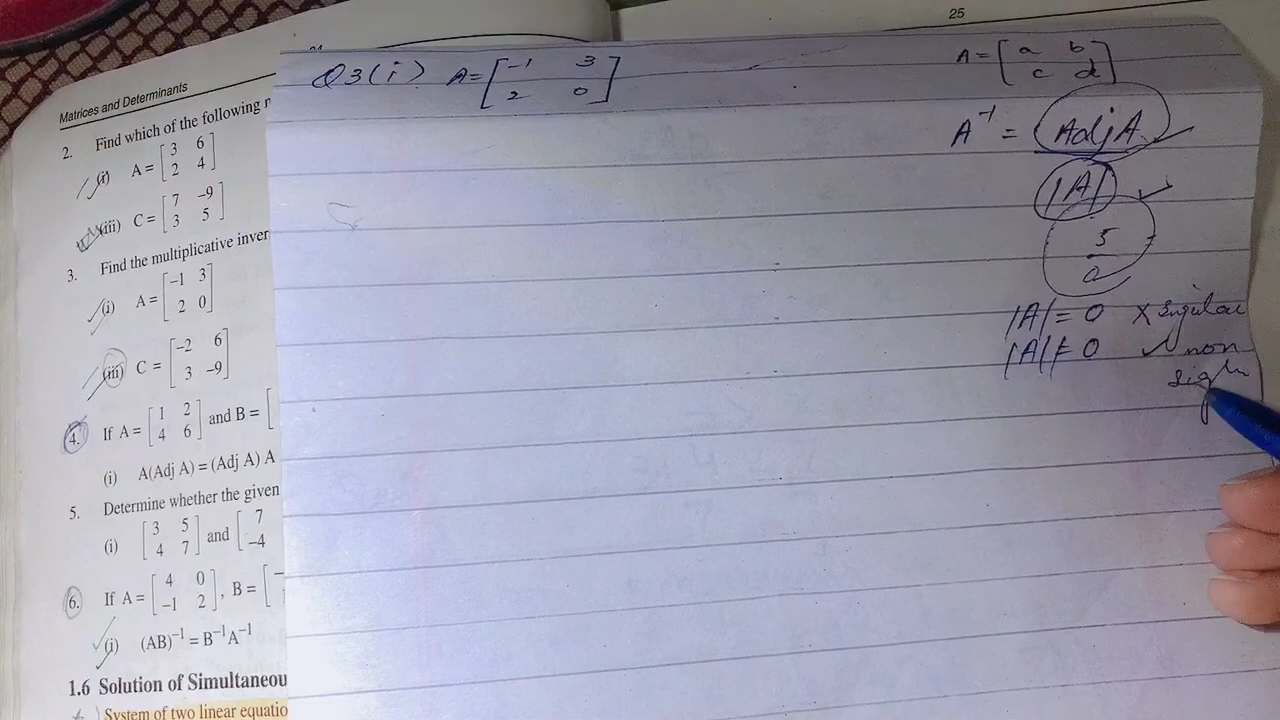 25
Matrices and Determinants
2. Find which of the following
(i) A = [3 6
2 4]
(iii) C = [7 -9
3 5]
3. Find the multiplicative inver
(i) A = [-1 3
2 0]
(iii) C = [-2 6
3 -9]
4. If A = [1 2
4 6] and B = [
(i) A(Adj A) = (Adj A) A
5. Determine whether the given
(i) [3 5
4 7] and [7
-4
6. If A = [4 0
-1 2], B = [-
(i) (AB)⁻¹ = B⁻¹A⁻¹
1.6 Solution of Simultaneou
System of two linear equatio
Q3(i) A = [-1 3
2 0]
A = [a b
c d]
A⁻¹ = Adj A
|A|
5
|A| = 0 ×
|A| ≠ 0 ✓ non